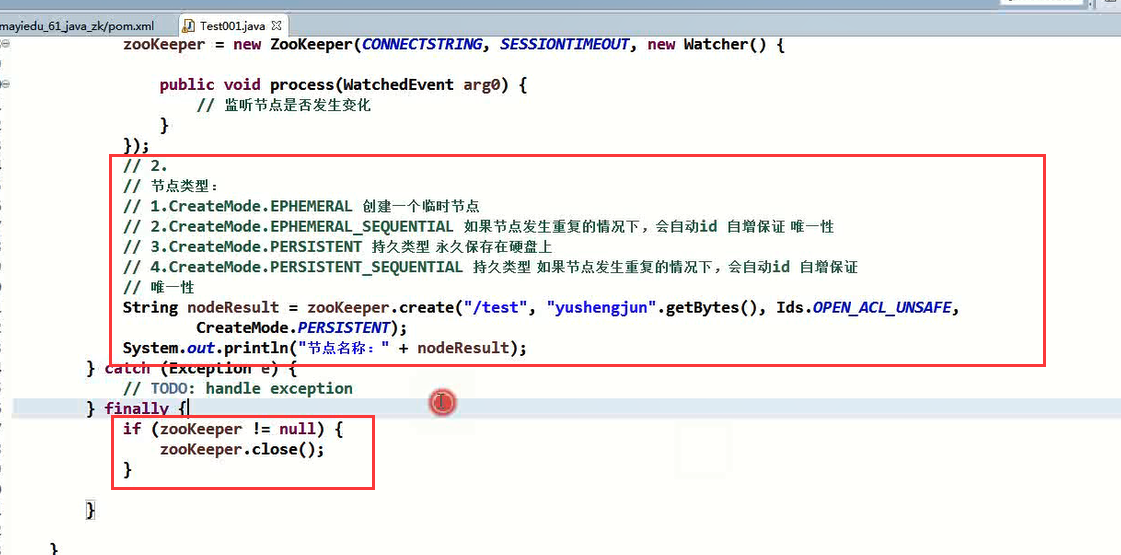 mayiedu_61_java_zk/pom.xml
Test001.java
zooKeeper = new ZooKeeper(CONNECTSTRING, SESSIONTIMEOUT, new Watcher() {
public void process(WatchedEvent arg0) {
// 监听节点是否发生变化
}
});
// 2.
// 节点类型：
// 1.CreateMode.EPHEMERAL 创建一个临时节点
// 2.CreateMode.EPHEMERAL_SEQUENTIAL 如果节点发生重复的情况下，会自动id 自增保证 唯一性
// 3.CreateMode.PERSISTENT 持久类型 永久保存在硬盘上
// 4.CreateMode.PERSISTENT_SEQUENTIAL 持久类型 如果节点发生重复的情况下，会自动id 自增保证
// 唯一性
String nodeResult = zooKeeper.create("/test", "yushengjun".getBytes(), Ids.OPEN_ACL_UNSAFE,
CreateMode.PERSISTENT);
System.out.println("节点名称：" + nodeResult);
} catch (Exception e) {
// TODO: handle exception
} finally {
if (zooKeeper != null) {
zooKeeper.close();
}
}
}